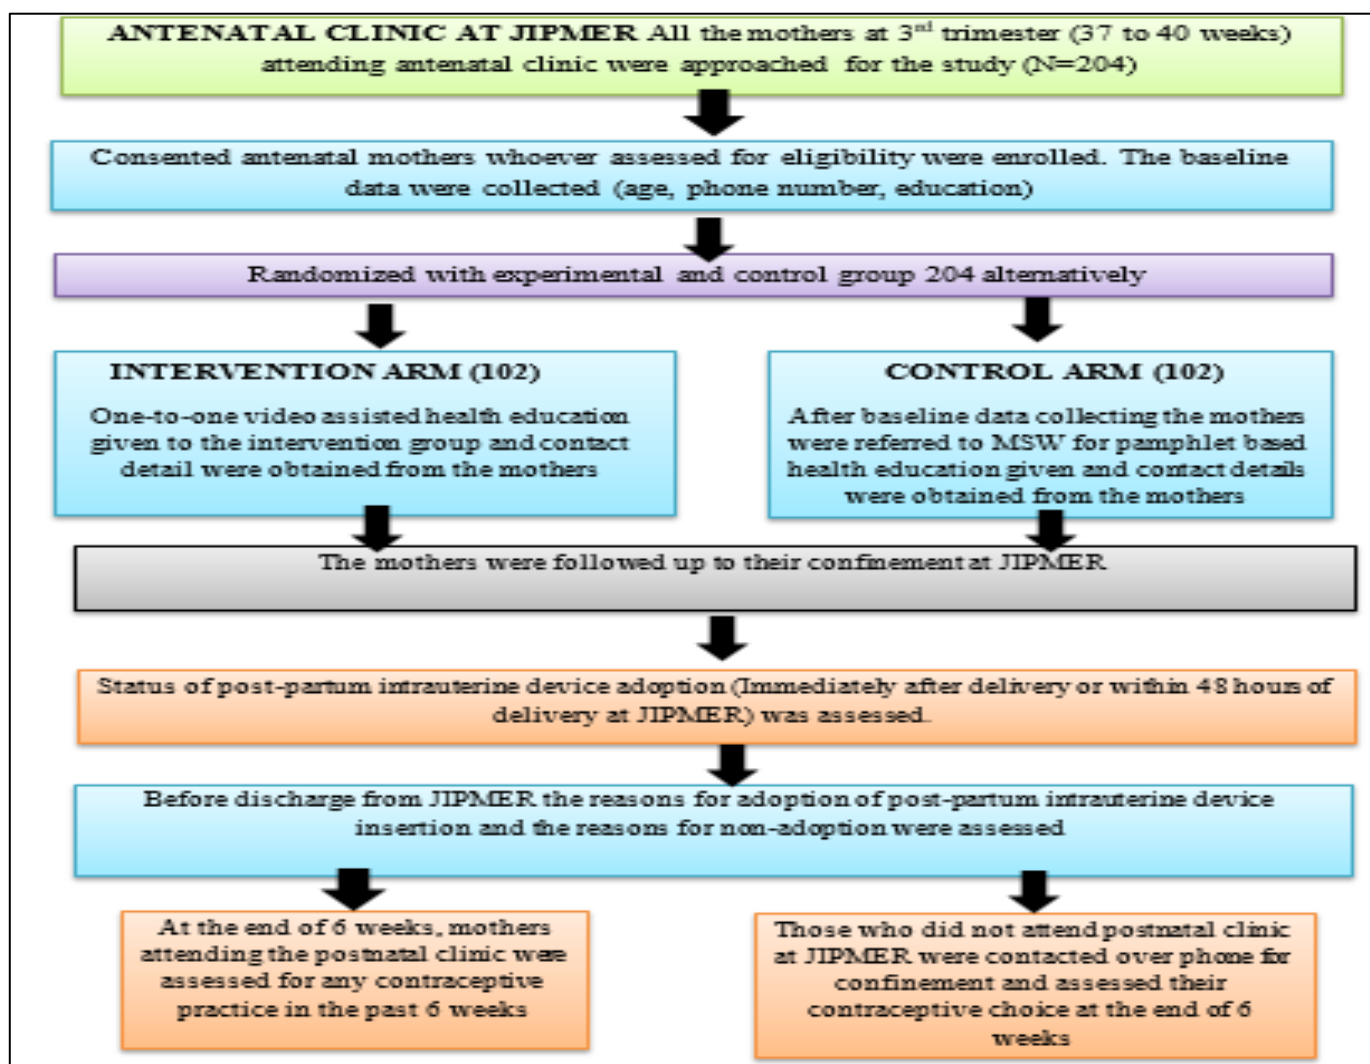 ANTENATAL CLINIC AT JIPMER All the mothers at 3rd trimester (37 to 40 weeks)
attending antenatal clinic were approached for the study (N=204)
Consented antenatal mothers whoever assessed for eligibility were enrolled. The baseline
data were collected (age, phone number, education)
Randomized with experimental and control group 204 alternatively
INTERVENTION ARM (102)
One-to-one video assisted health education
given to the intervention group and contact
detail were obtained from the mothers
CONTROL ARM (102)
After baseline data collecting the mothers
were referred to MSW for pamphlet based
health education given and contact details
were obtained from the mothers
The mothers were followed up to their confinement at JIPMER
Status of post-partum intrauterine device adoption (Immediately after delivery or within 48 hours of
delivery at JIPMER) was assessed.
Before discharge from JIPMER the reasons for adoption of post-partum intrauterine device
insertion and the reasons for non-adoption were assessed
At the end of 6 weeks, mothers
attending the postnatal clinic were
assessed for any contraceptive
practice in the past 6 weeks
Those who did not attend postnatal clinic
at JIPMER were contacted over phone for
confinement and assessed their
contraceptive choice at the end of 6
weeks